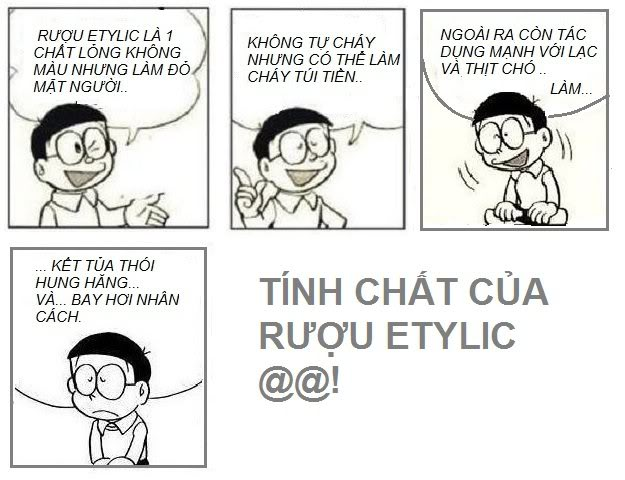 RƯỢU ETYLIC LÀ 1
CHẤT LỎNG KHÔNG
MÀU NHƯNG LÀM ĐỎ
MẶT NGƯỜI..
KHÔNG TỰ CHÁY
NHƯNG CÓ THỂ LÀM
CHÁY TÚI TIỀN..
NGOÀI RA CÒN TÁC
DỤNG MẠNH VỚI LẠC
VÀ THỊT CHÓ ..
LÀM...
... KẾT TỦA THÓI
HUNG HĂNG...
VÀ... BAY HƠI NHÂN
CÁCH.
TÍNH CHẤT CỦA
RƯỢU ETYLIC
@@!